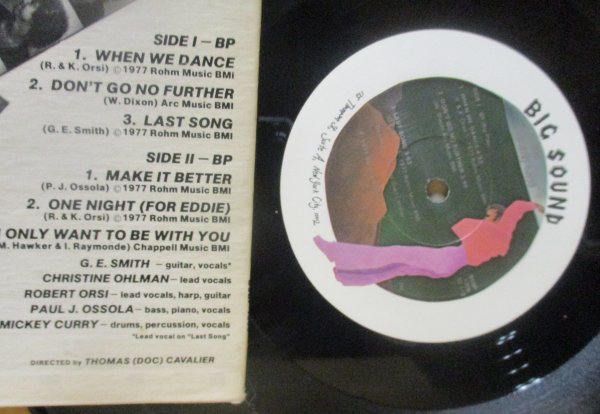 SIDE I – BP
1. WHEN WE DANCE
(R. & K. Orsi) ©1977 Rohm Music BMI
2. DON'T GO NO FURTHER
(W. Dixon) Arc Music BMI
3. LAST SONG
(G. E. Smith) ©1977 Rohm Music BMI
SIDE II – BP
1. MAKE IT BETTER
(P. J. Ossola) ©1977 Rohm Music BMI
2. ONE NIGHT (FOR EDDIE)
(R. & K. Orsi) ©1977 Rohm Music BMI
I ONLY WANT TO BE WITH YOU
M. Hawker & I. Raymonde) Chappell Music BMI
G. E. SMITH – guitar, vocals*
CHRISTINE OHLMAN – lead vocals
ROBERT ORSI – lead vocals, harp, guitar
PAUL J. OSSOLA – bass, piano, vocals
MICKEY CURRY – drums, percussion, vocals
*Lead vocal on "Last Song"
DIRECTED by THOMAS (DOC) CAVALIER
BIG SOUND
New York City